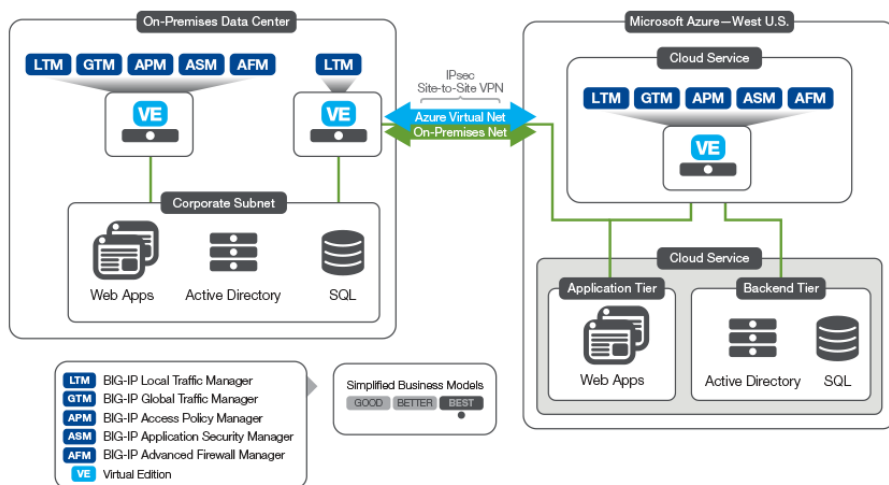 On-Premises Data Center
LTM GTM APM ASM AFM
LTM
VE
VE
Corporate Subnet
Web Apps
Active Directory
SQL
IPsec
Site-to-Site VPN
Azure Virtual Net
On-Premises Net
Microsoft Azure—West U.S.
Cloud Service
LTM GTM APM ASM AFM
VE
Cloud Service
Application Tier
Web Apps
Backend Tier
Active Directory
SQL
LTM BIG-IP Local Traffic Manager
GTM BIG-IP Global Traffic Manager
APM BIG-IP Access Policy Manager
ASM BIG-IP Application Security Manager
AFM BIG-IP Advanced Firewall Manager
VE Virtual Edition
Simplified Business Models
GOOD BETTER BEST